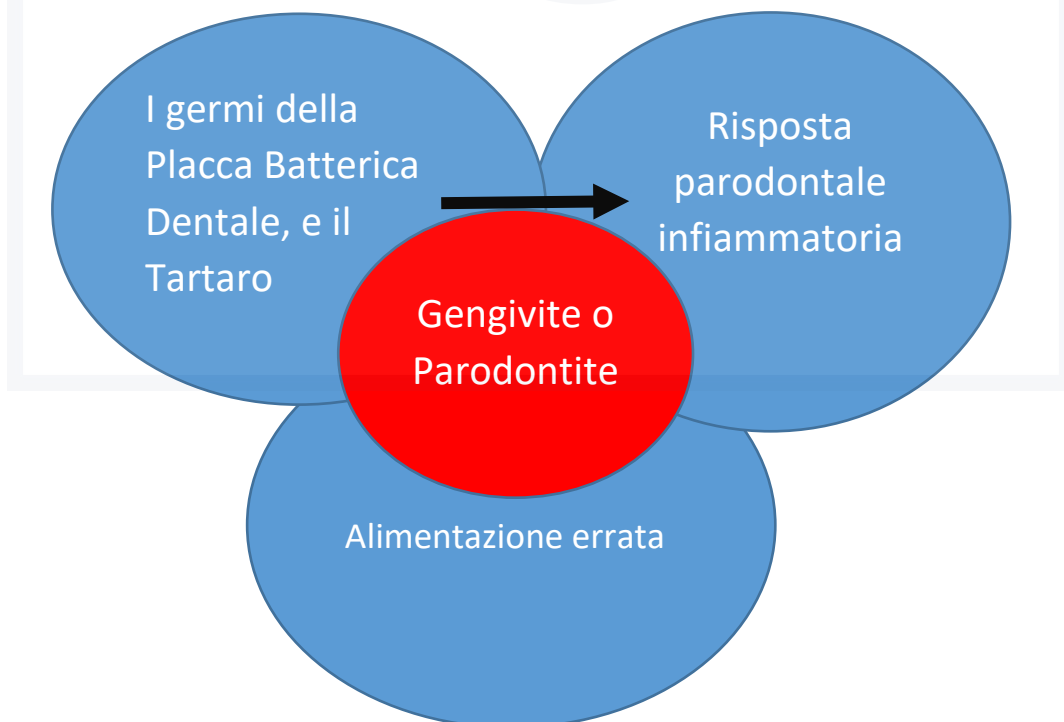 I germi della
Placca Batterica
Dentale, e il
Tartaro
Risposta
parodontale
infiammatoria
Gengivite o
Parodontite
Alimentazione errata